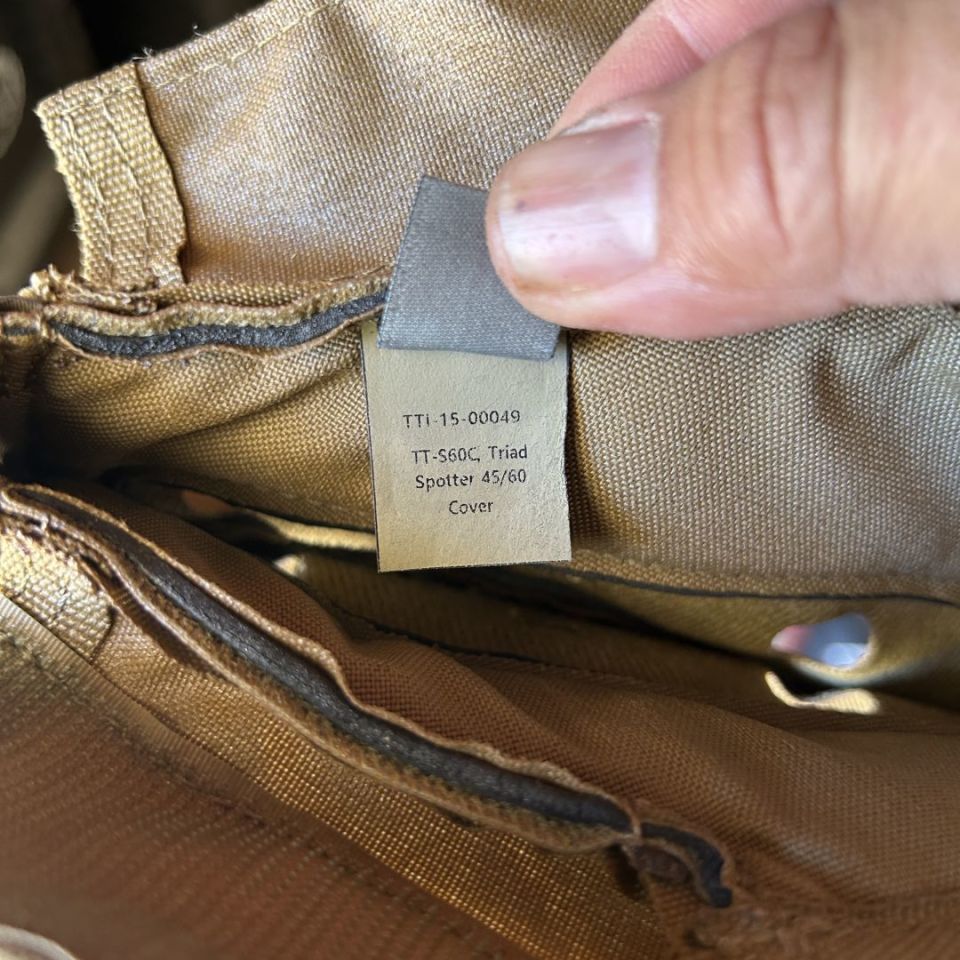 TTi-15-00049
TT-S60C, Triad
Spotter 45/60
Cover